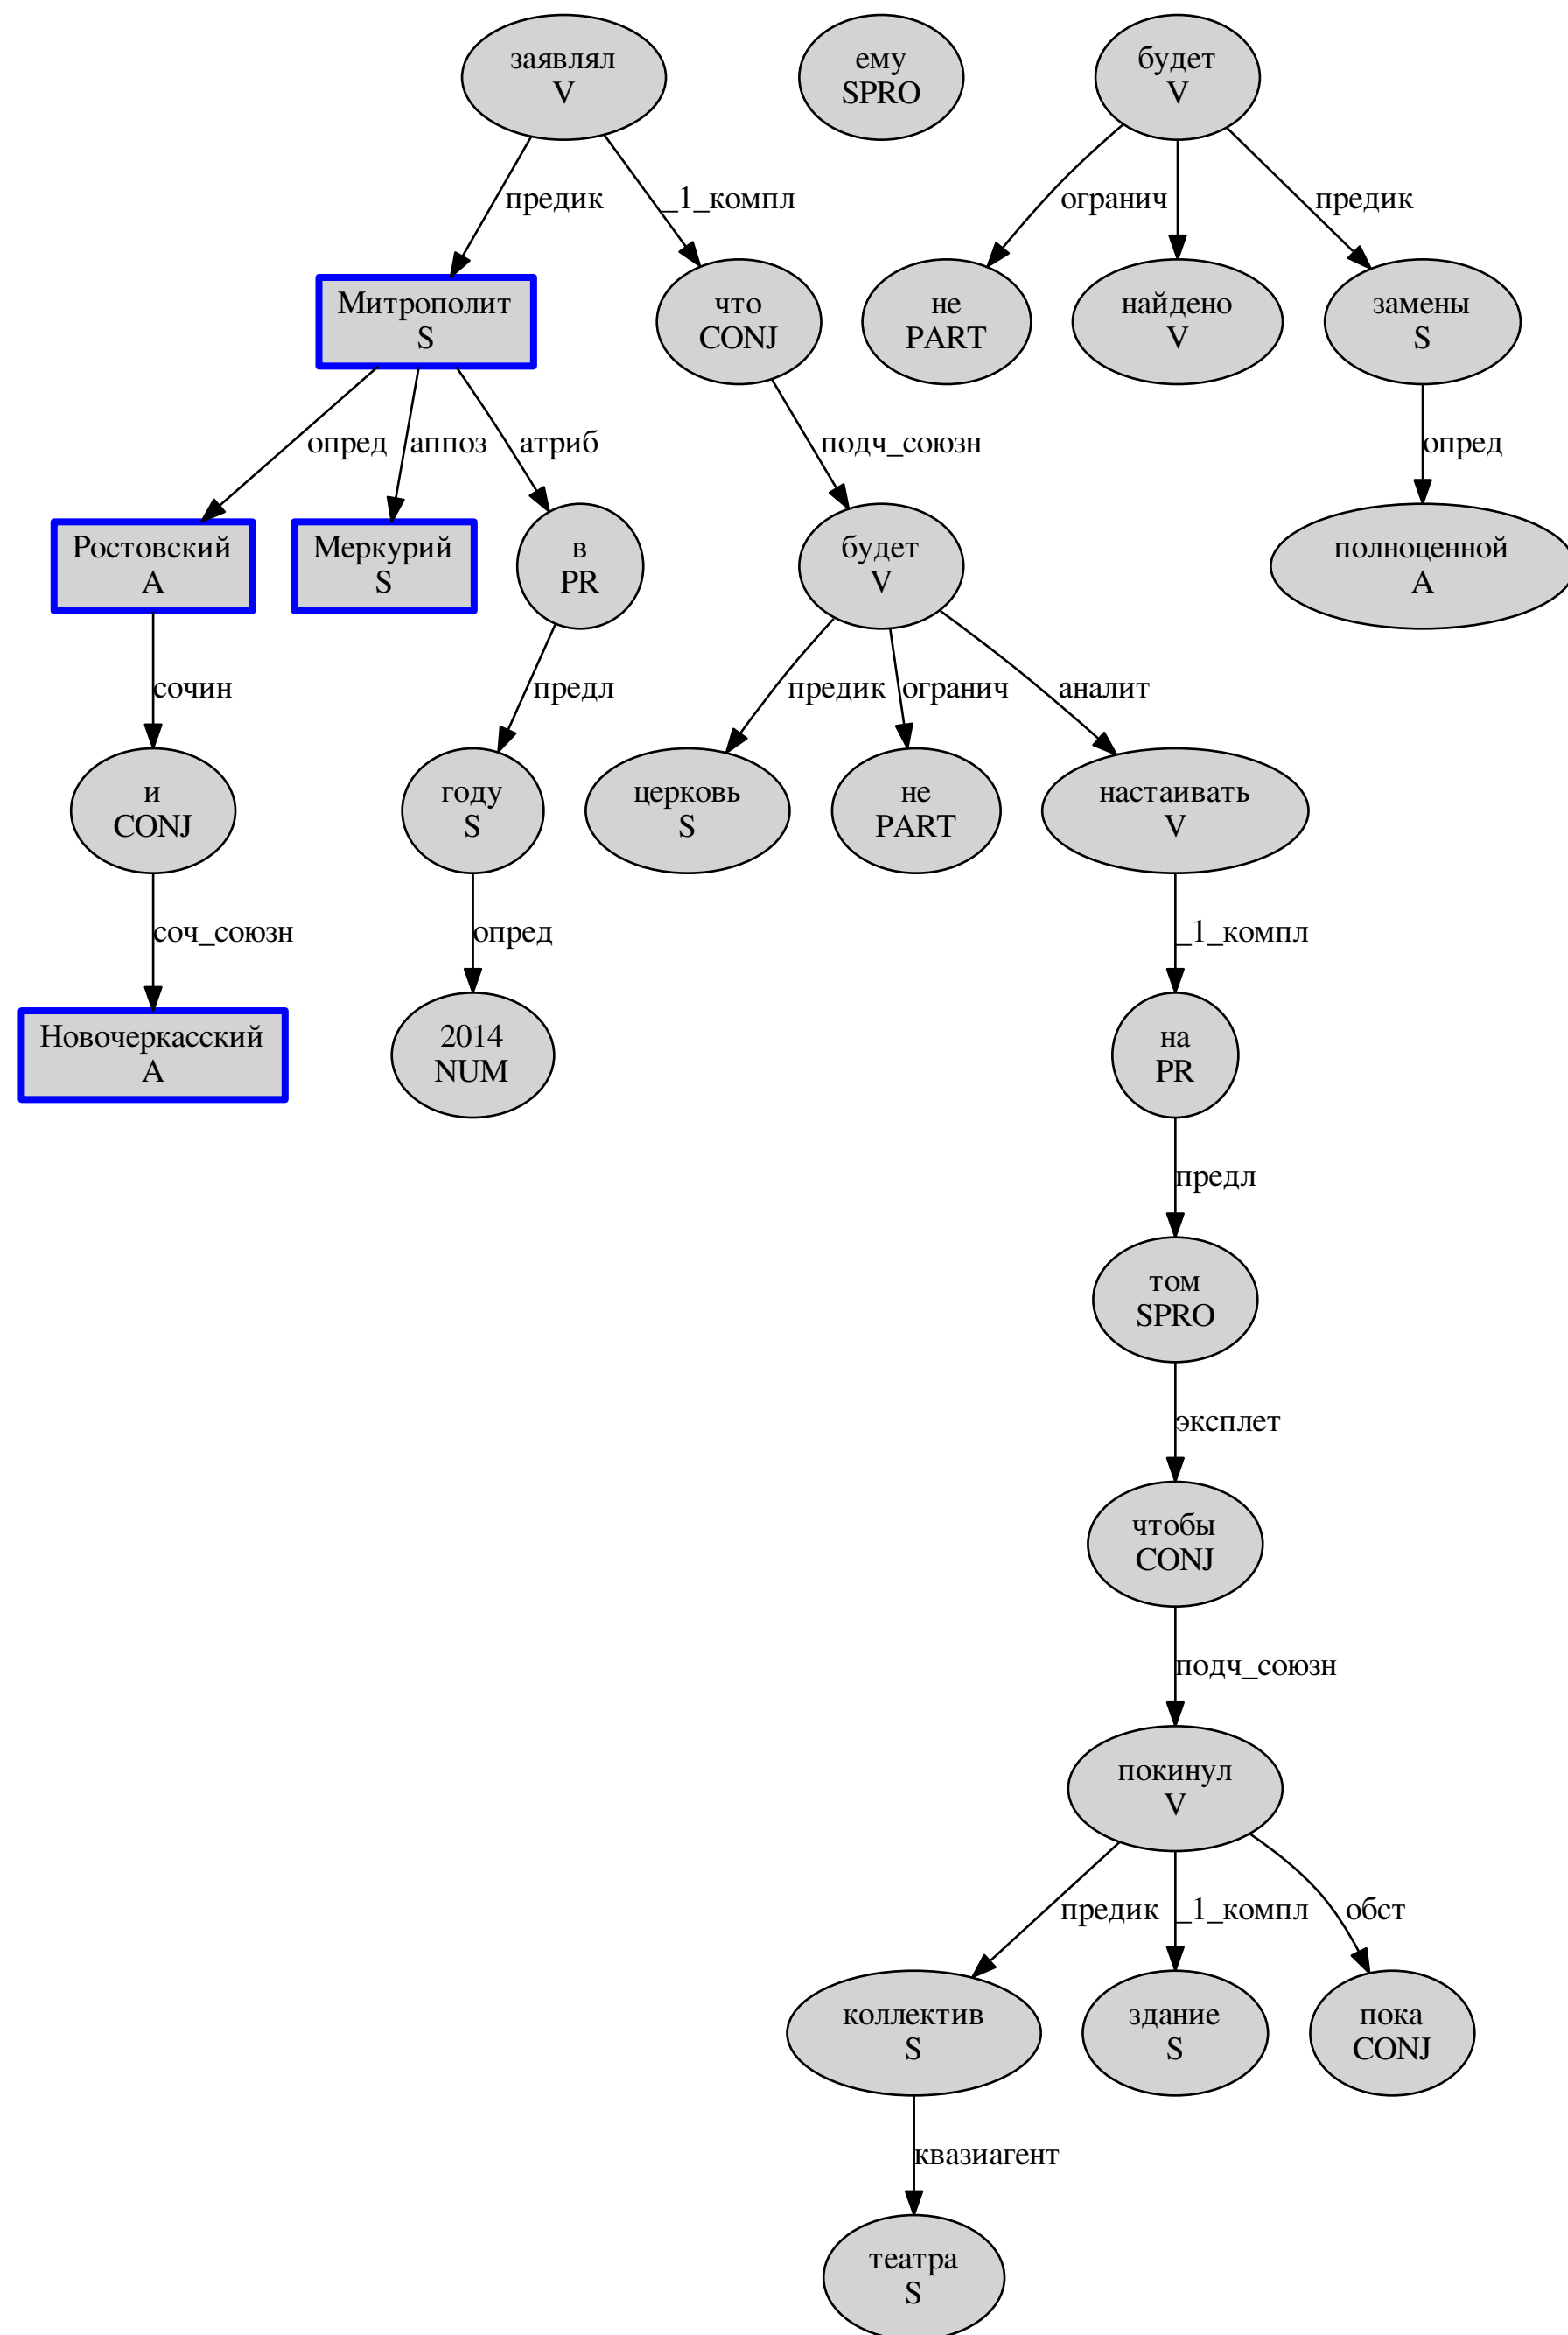 заявлял
V
ему
SPRO
будет
V
предик
_1_компл
огранич
предик
Митрополит
S
что
CONJ
не
PART
найдено
V
замены
S
опред
аппоз
атриб
подч_союзн
опред
Ростовский
A
Меркурий
S
в
PR
будет
V
полноценной
A
сочин
предл
предик
огранич
аналит
и
CONJ
году
S
церковь
S
не
PART
настаивать
V
соч_союзн
опред
_1_компл
Новочеркасский
A
2014
NUM
на
PR
предл
том
SPRO
эксплет
чтобы
CONJ
подч_союзн
покинул
V
предик
_1_компл
обст
коллектив
S
здание
S
пока
CONJ
квазиагент
театра
S